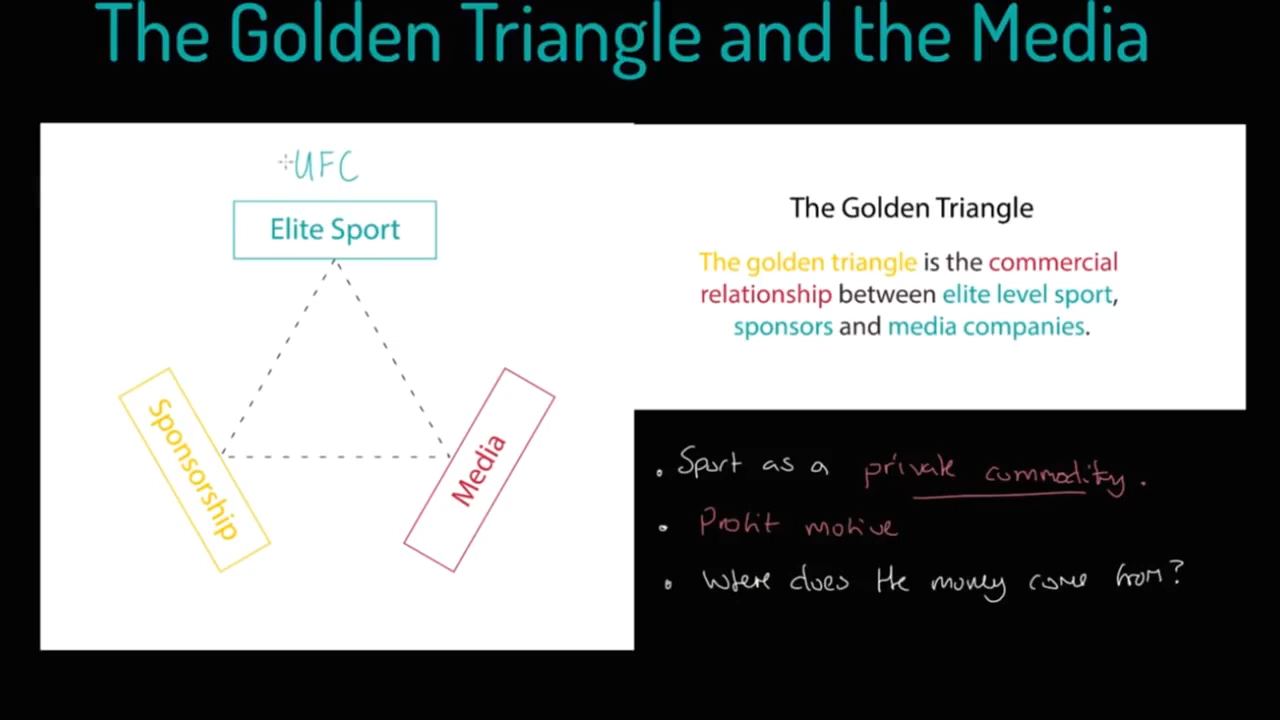 The Golden Triangle and the Media
UFC
Elite Sport
Sponsorship
Media
The Golden Triangle
The golden triangle is the commercial
relationship between elite level sport,
sponsors and media companies.
• Sport as a private commodity.
• Profit motive
• Where does the money come from?